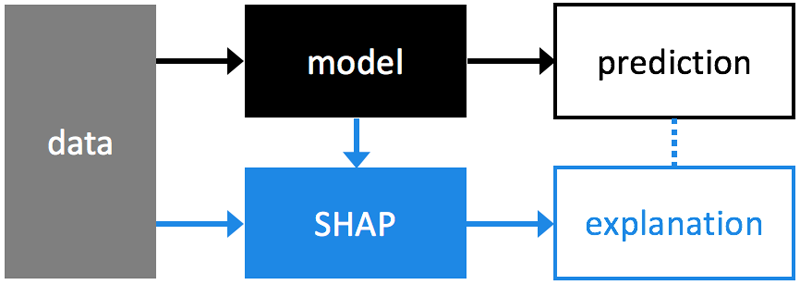 data
model
prediction
SHAP
explanation